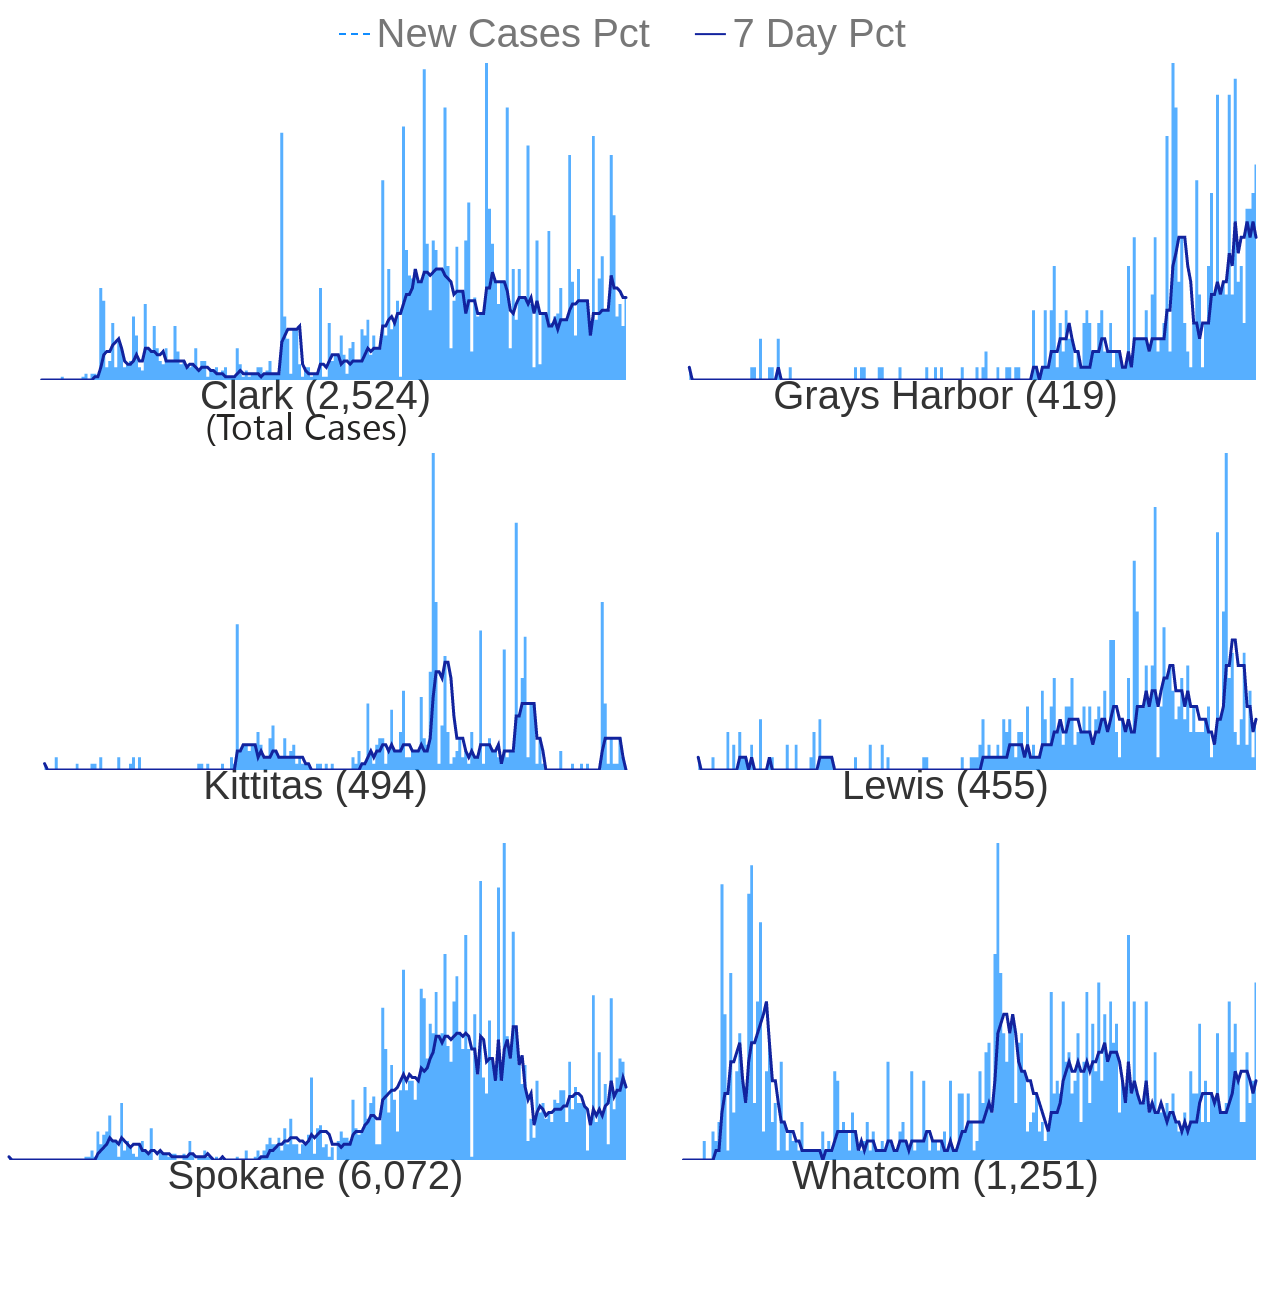 New Cases Pct 7 Day Pct
Clark (2,524) Grays Harbor (419)
(Total Cases)
Kittitas (494) Lewis (455)
Spokane (6,072) Whatcom (1,251)